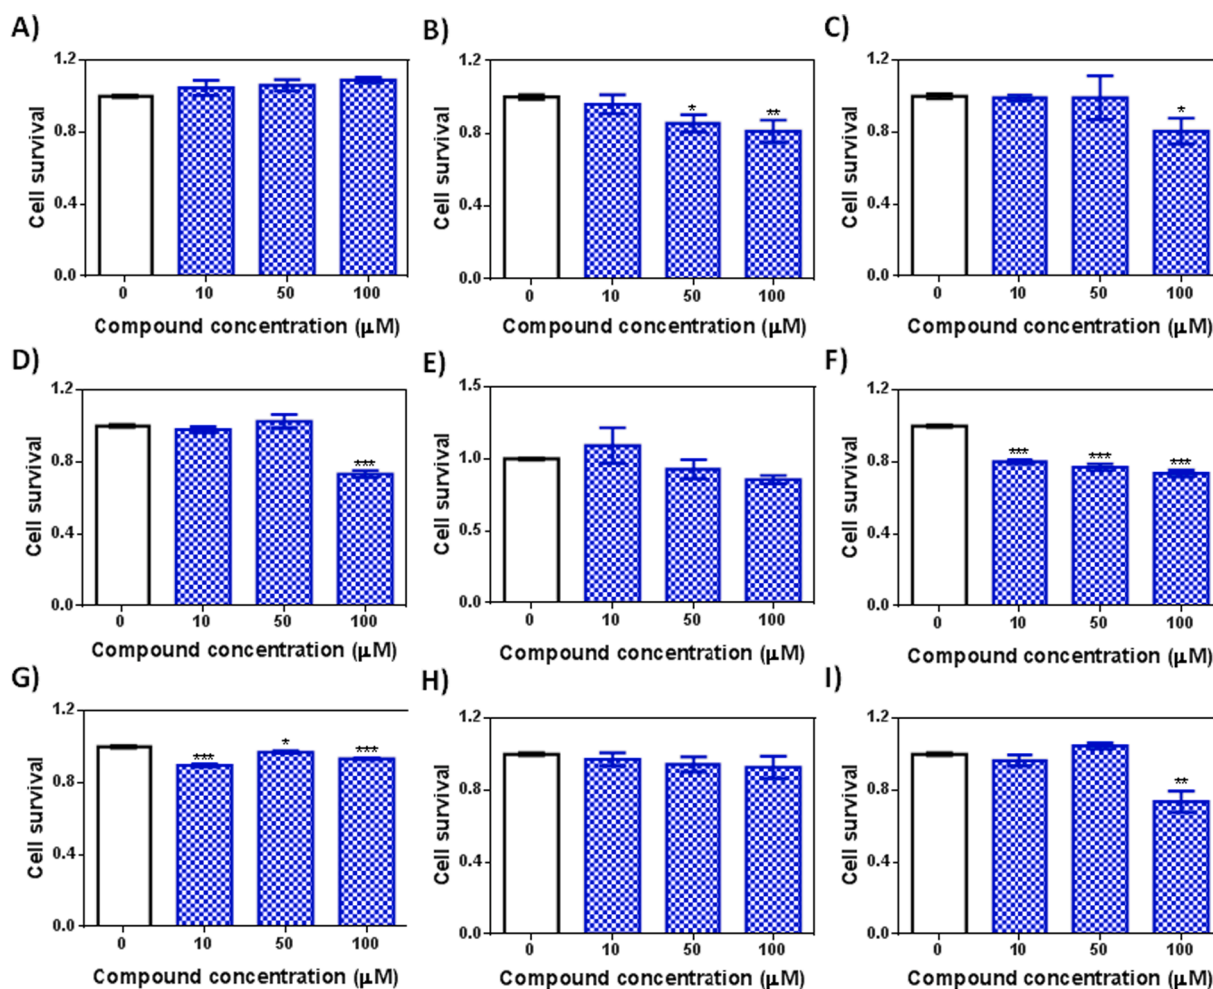 A)
1.2
0.8
0.4
0.0
Cell survival
0 10 50 100
Compound concentration (µM)
B)
1.2
0.8
0.4
0.0
Cell survival
* **
0 10 50 100
Compound concentration (µM)
C)
1.2
0.8
0.4
0.0
Cell survival
*
0 10 50 100
Compound concentration (µM)
D)
1.2
0.8
0.4
0.0
Cell survival
***
0 10 50 100
Compound concentration (µM)
E)
1.5
1.0
0.5
0.0
Cell survival
0 10 50 100
Compound concentration (µM)
F)
1.2
0.8
0.4
0.0
Cell survival
*** *** ***
0 10 50 100
Compound concentration (µM)
G)
1.2
0.8
0.4
0.0
Cell survival
*** * ***
0 10 50 100
Compound concentration (µM)
H)
1.2
0.8
0.4
0.0
Cell survival
0 10 50 100
Compound concentration (µM)
I)
1.2
0.8
0.4
0.0
Cell survival
**
0 10 50 100
Compound concentration (µM)